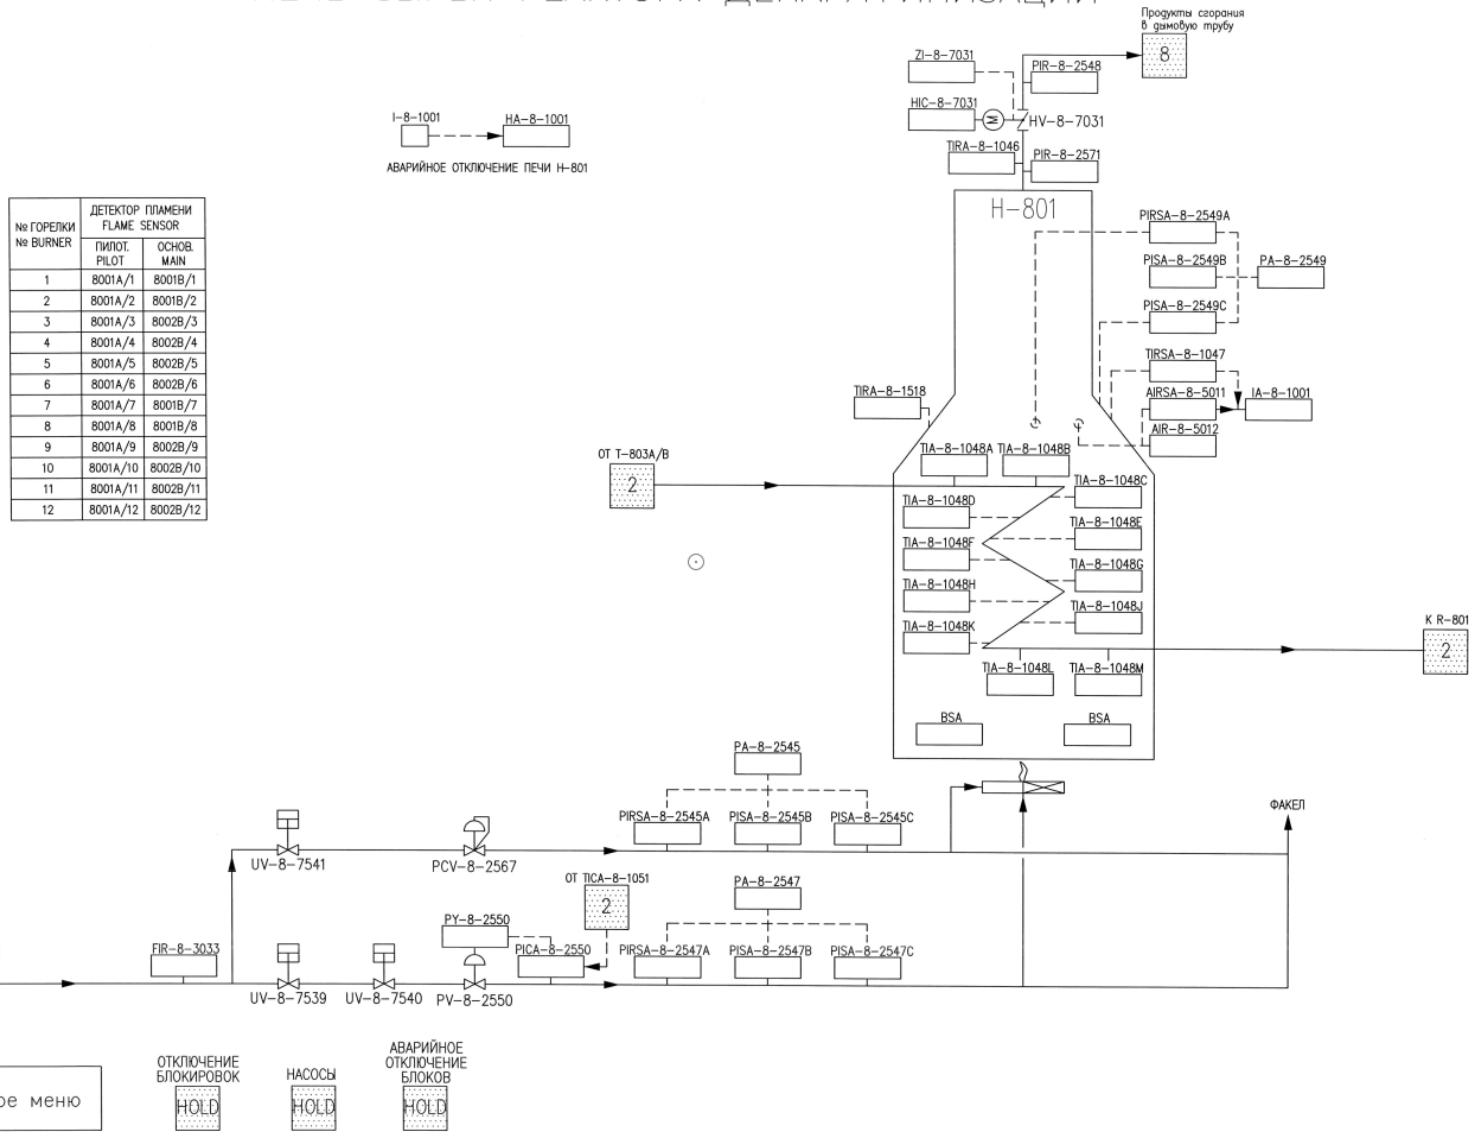 Продукты сгорания
в дымовую трубу
8
ZI-8-7031
PIR-8-2548
HIC-8-7031
M
HV-8-7031
I-8-1001
HA-8-1001
АВАРИЙНОЕ ОТКЛЮЧЕНИЕ ПЕЧИ H-801
TIRA-8-1046
PIR-8-2571
H-801
№ ГОРЕЛКИ
№ BURNER
ДЕТЕКТОР ПЛАМЕНИ
FLAME SENSOR
ПИЛОТ.
PILOT
ОСНОВ.
MAIN
1 8001A/1 8001B/1
2 8001A/2 8001B/2
3 8001A/3 8002B/3
4 8001A/4 8002B/4
5 8001A/5 8002B/5
6 8001A/6 8002B/6
7 8001A/7 8001B/7
8 8001A/8 8001B/8
9 8001A/9 8002B/9
10 8001A/10 8002B/10
11 8001A/11 8002B/11
12 8001A/12 8002B/12
PIRSA-8-2549A
PISA-8-2549B
PA-8-2549
PISA-8-2549C
TIRSA-8-1047
TIRA-8-1518
AIRSA-8-5011
IA-8-1001
AIR-8-5012
ОТ T-803A/B
2
TIA-8-1048A
TIA-8-1048B
TIA-8-1048C
TIA-8-1048D
TIA-8-1048E
TIA-8-1048F
TIA-8-1048G
TIA-8-1048H
TIA-8-1048J
TIA-8-1048K
К R-801
2
TIA-8-1048L
TIA-8-1048M
BSA
BSA
PA-8-2545
PIRSA-8-2545A
PISA-8-2545B
PISA-8-2545C
ФАКЕЛ
UV-8-7541
PCV-8-2567
ОТ TICA-8-1051
2
PA-8-2547
PY-8-2550
FIR-8-3033
PICA-8-2550
PIRSA-8-2547A
PISA-8-2547B
PISA-8-2547C
UV-8-7539
UV-8-7540
PV-8-2550
ое меню
ОТКЛЮЧЕНИЕ
БЛОКИРОВОК
HOLD
НАСОСЫ
HOLD
АВАРИЙНОЕ
ОТКЛЮЧЕНИЕ
БЛОКОВ
HOLD